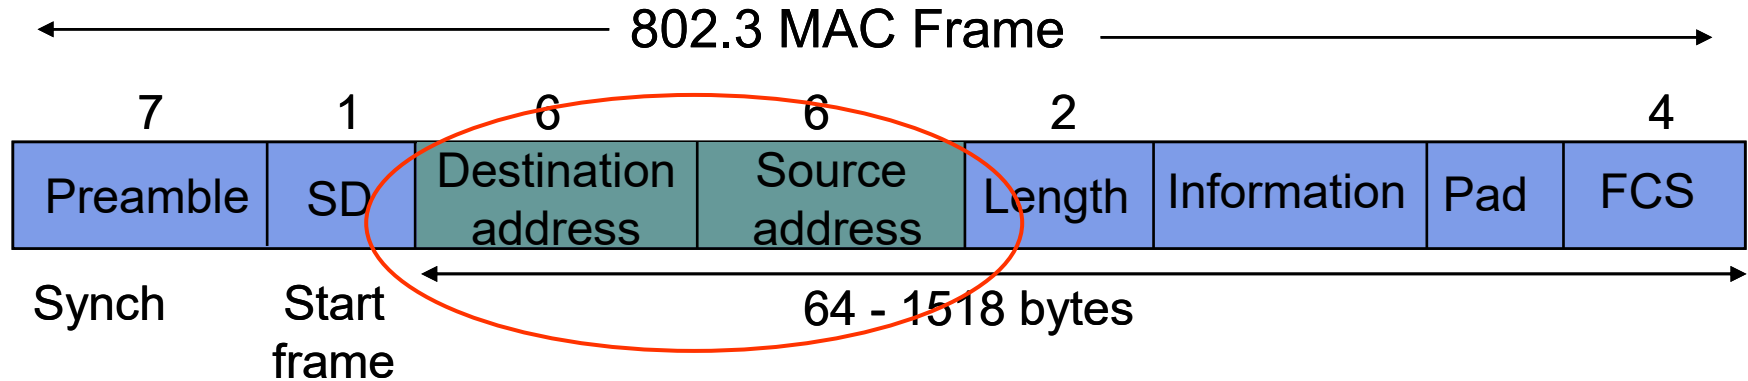 802.3 MAC Frame
7 1 6 6 2 4
Preamble SD Destination address Source address Length Information Pad FCS
Synch Start frame 64 - 1518 bytes